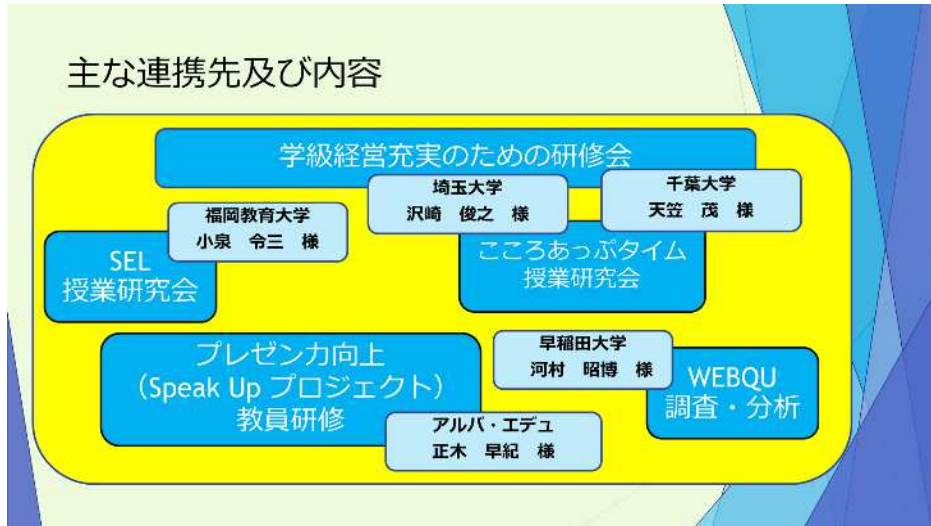 主な連携先及び内容
学級経営充実のための研修会
埼玉大学
沢崎 俊之 様
千葉大学
天笠 茂 様
福岡教育大学
小泉 令三 様
SEL
授業研究会
こころあっぷタイム
授業研究会
プレゼン力向上
（Speak Up プロジェクト）
教員研修
早稲田大学
河村 昭博 様
WEBQU
調査・分析
アルバ・エデュ
正木 早紀 様